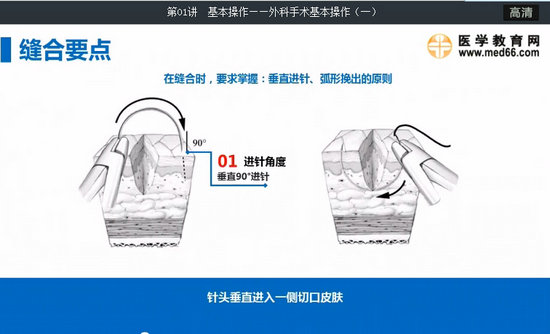 第01讲　基本操作——外科手术基本操作（一）
高清
缝合要点
医学教育网
www.med66.com
在缝合时，要求掌握：垂直进针、弧形挽出的原则
90°
01 进针角度
垂直90°进针
针头垂直进入一侧切口皮肤